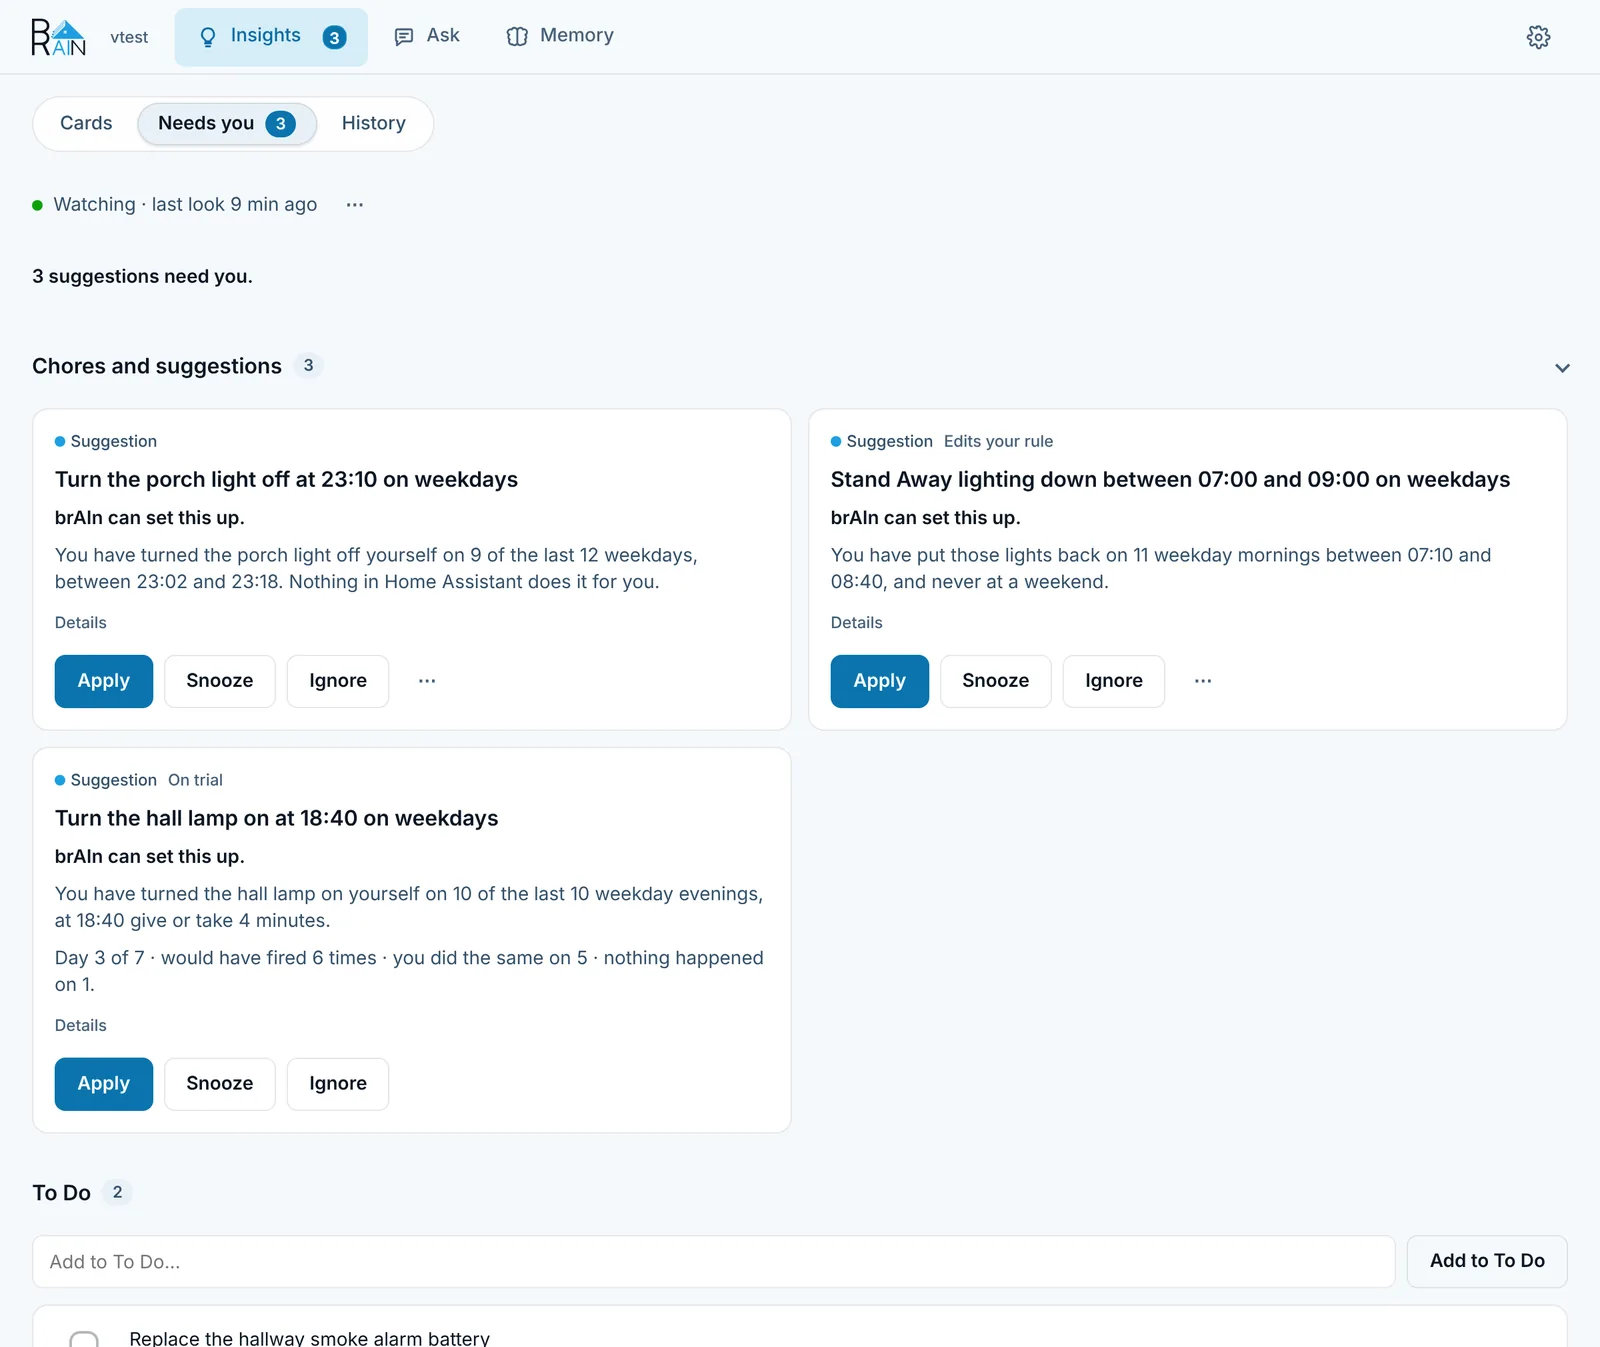 BRAIN vtest Insights 3 Ask Memory
Cards Needs you 3 History
Watching · last look 9 min ago ···
3 suggestions need you.
Chores and suggestions 3
Suggestion
Turn the porch light off at 23:10 on weekdays
brAIn can set this up.
You have turned the porch light off yourself on 9 of the last 12 weekdays,
between 23:02 and 23:18. Nothing in Home Assistant does it for you.
Details
Apply Snooze Ignore ···
Suggestion Edits your rule
Stand Away lighting down between 07:00 and 09:00 on weekdays
brAIn can set this up.
You have put those lights back on 11 weekday mornings between 07:10 and
08:40, and never at a weekend.
Details
Apply Snooze Ignore ···
Suggestion On trial
Turn the hall lamp on at 18:40 on weekdays
brAIn can set this up.
You have turned the hall lamp on yourself on 10 of the last 10 weekday evenings,
at 18:40 give or take 4 minutes.
Day 3 of 7 · would have fired 6 times · you did the same on 5 · nothing happened
on 1.
Details
Apply Snooze Ignore
To Do 2
Add to To Do... Add to To Do
Replace the hallway smoke alarm battery